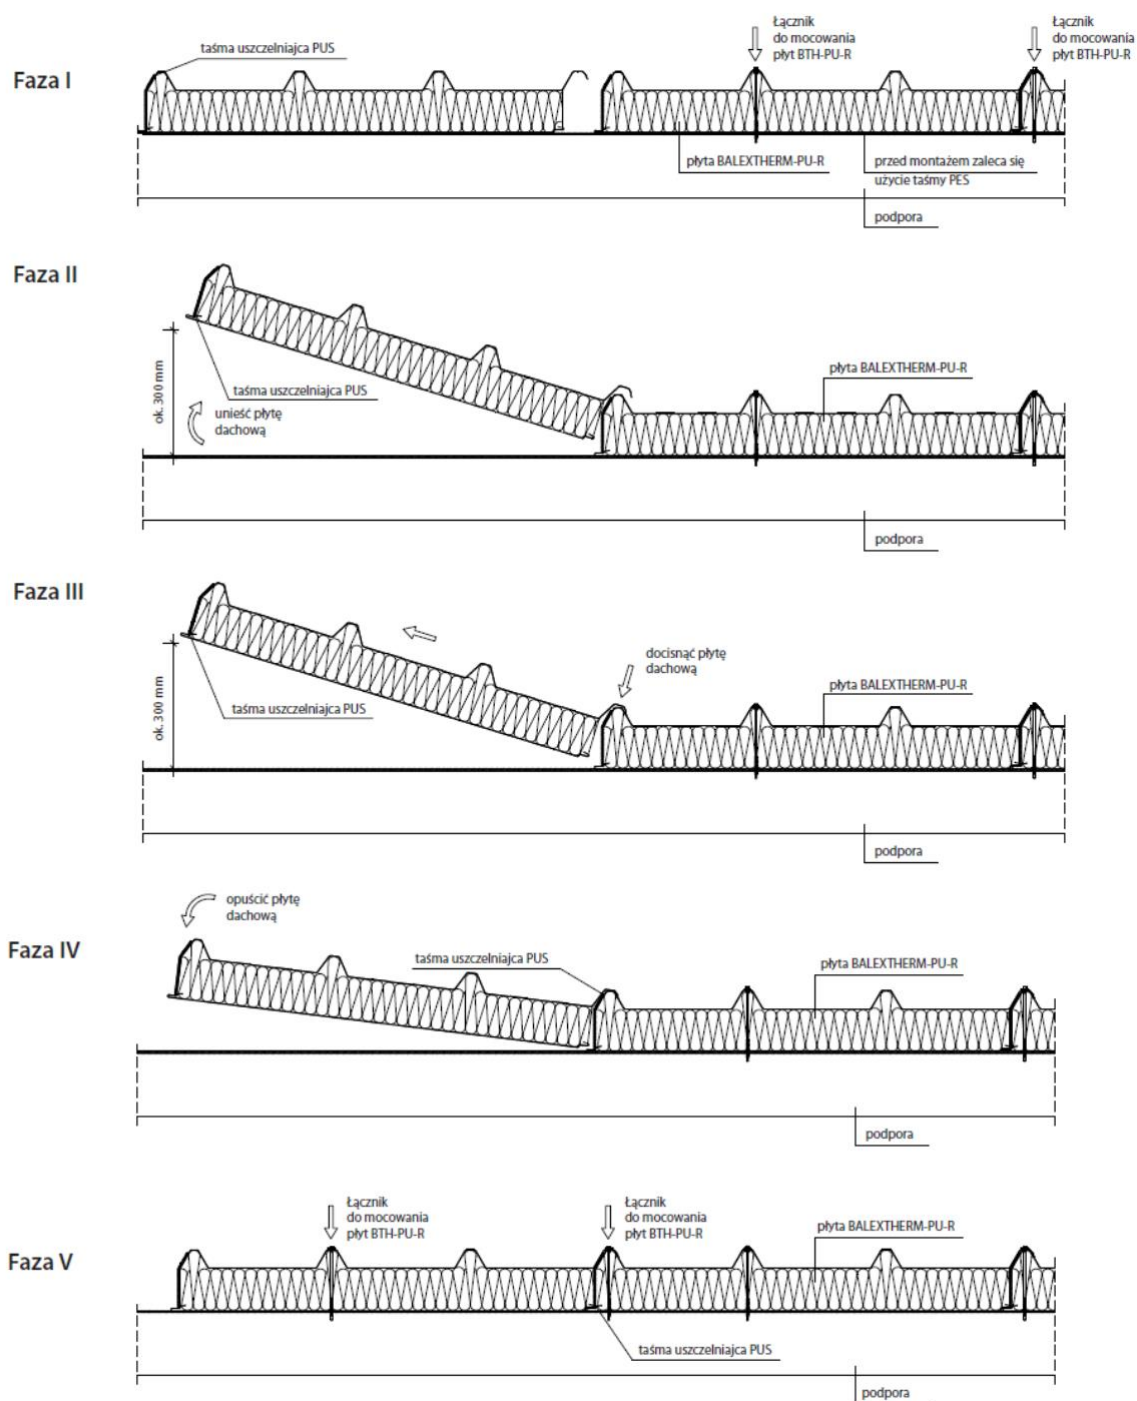 Faza I
taśma uszczelniajca PUS
Łącznik
do mocowania
płyt BTH-PU-R
Łącznik
do mocowania
płyt BTH-PU-R
płyta BALEXTHERM-PU-R
przed montażem zaleca się
użycie taśmy PES
podpora
Faza II
ok. 300 mm
taśma uszczelniajca PUS
unieść płytę
dachową
płyta BALEXTHERM-PU-R
podpora
Faza III
ok. 300 mm
taśma uszczelniajca PUS
docisnąć płytę
dachową
płyta BALEXTHERM-PU-R
podpora
Faza IV
opuścić płytę
dachową
taśma uszczelniajca PUS
płyta BALEXTHERM-PU-R
podpora
Faza V
Łącznik
do mocowania
płyt BTH-PU-R
Łącznik
do mocowania
płyt BTH-PU-R
płyta BALEXTHERM-PU-R
taśma uszczelniajca PUS
podpora